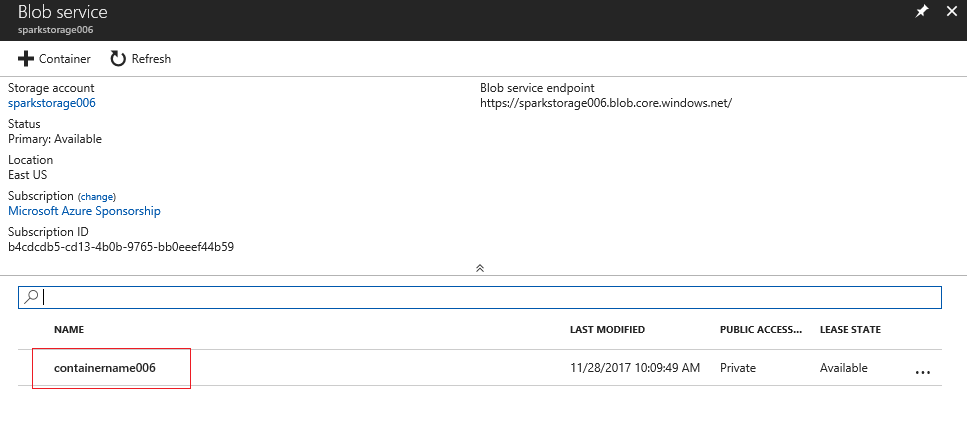 Blob service
sparkstorage006
Container Refresh
Storage account
sparkstorage006
Status
Primary: Available
Location
East US
Subscription (change)
Microsoft Azure Sponsorship
Subscription ID
b4cdcdb5-cd13-4b0b-9765-bb0eeef44b59
Blob service endpoint
https://sparkstorage006.blob.core.windows.net/
NAME LAST MODIFIED PUBLIC ACCESS... LEASE STATE
containername006 11/28/2017 10:09:49 AM Private Available ...